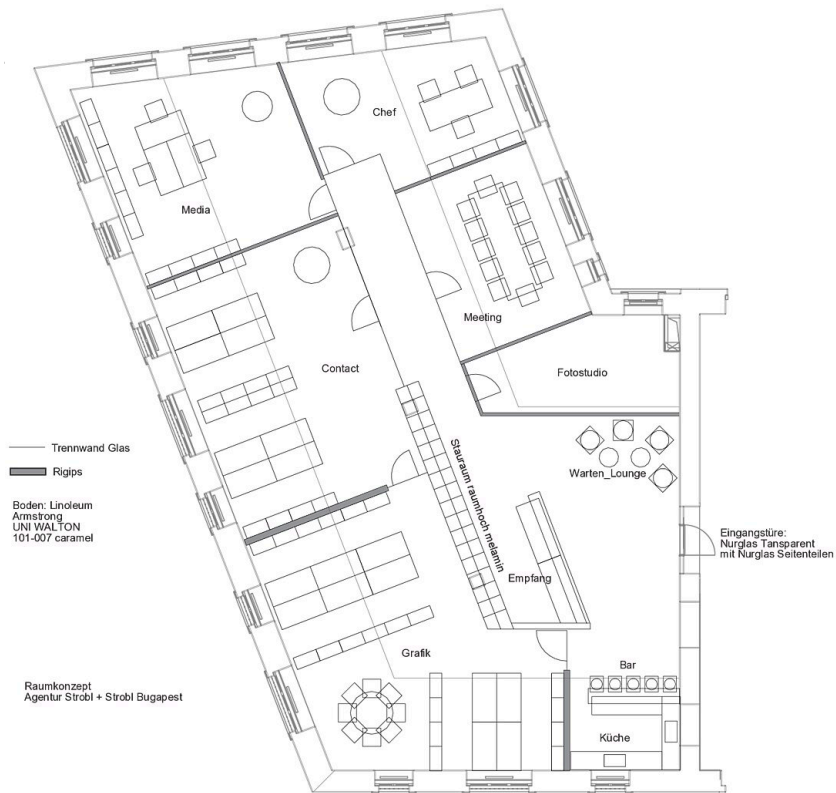 Chef
Media
Meeting
Contact
Fotostudio
Trennwand Glas
Rigips
Stauraum raumhoch melamin
Warten_Lounge
Boden: Linoleum
Armstrong
UNI WALTON
101-007 caramel
Eingangstüre:
Nurglas Tansparent
mit Nurglas Seitenteilen
Empfang
Grafik
Bar
Raumkonzept
Agentur Strobl + Strobl Bugapest
Küche